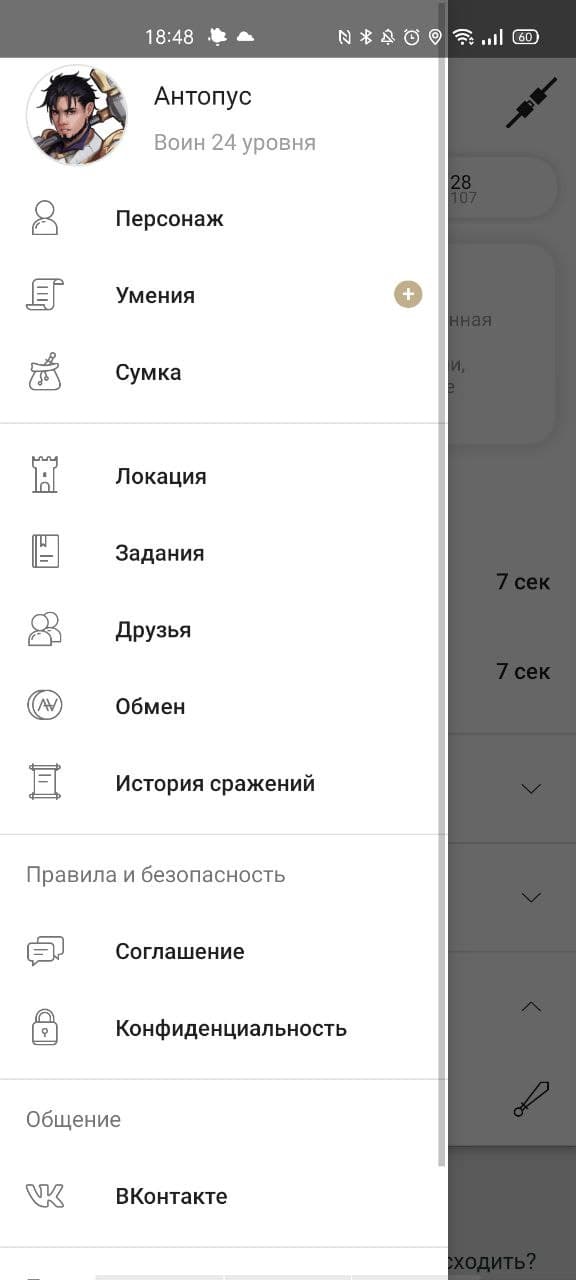 18:48
60
Антопус
Воин 24 уровня
28
107
Персонаж
Умения
нная
и,
Сумка
е
Локация
Задания
7 сек
Друзья
7 сек
Обмен
История сражений
Правила и безопасность
Соглашение
Конфиденциальность
Общение
ВКонтакте
сходить?